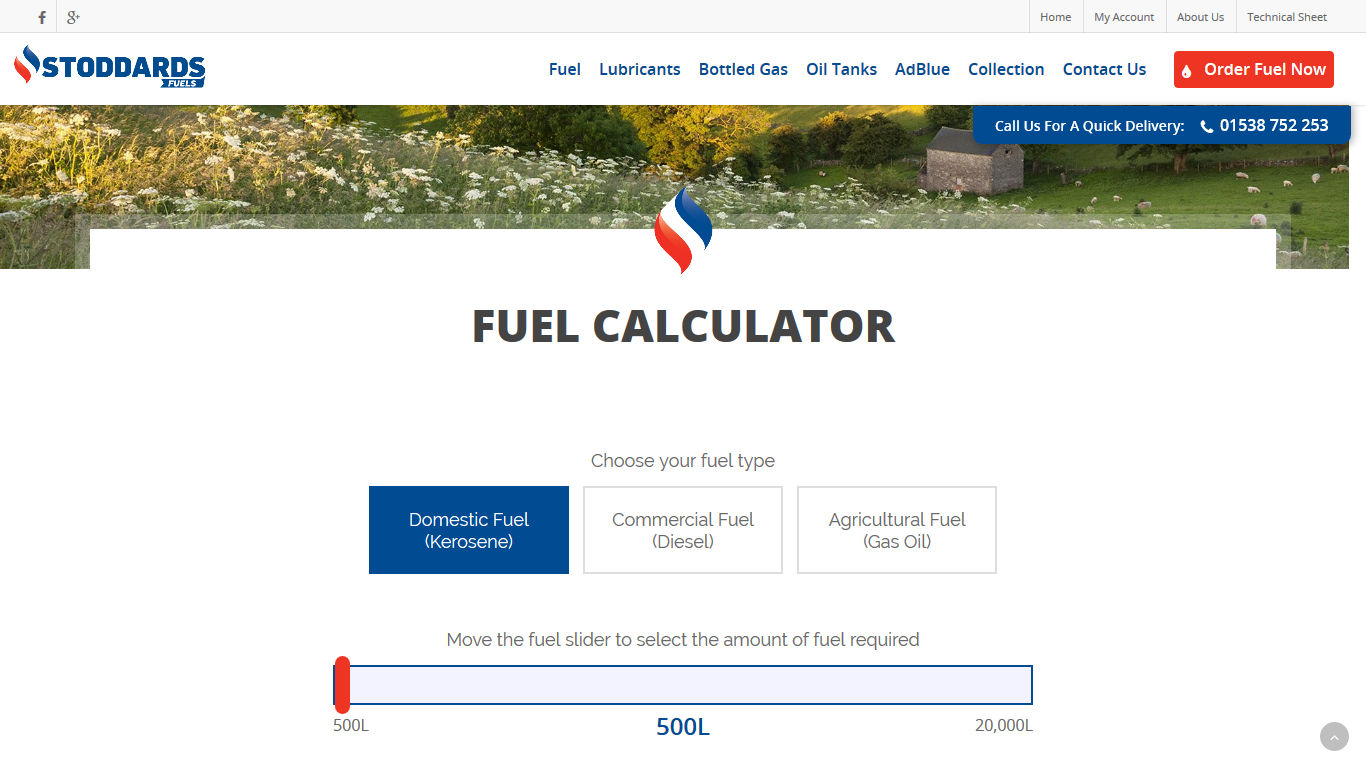 Home
My Account
About Us
Technical Sheet
STODDARDS
FUELS
Fuel
Lubricants
Bottled Gas
Oil Tanks
AdBlue
Collection
Contact Us
Order Fuel Now
Call Us For A Quick Delivery: 01538 752 253
FUEL CALCULATOR
Choose your fuel type
Domestic Fuel
(Kerosene)
Commercial Fuel
(Diesel)
Agricultural Fuel
(Gas Oil)
Move the fuel slider to select the amount of fuel required
500L
500L
20,000L